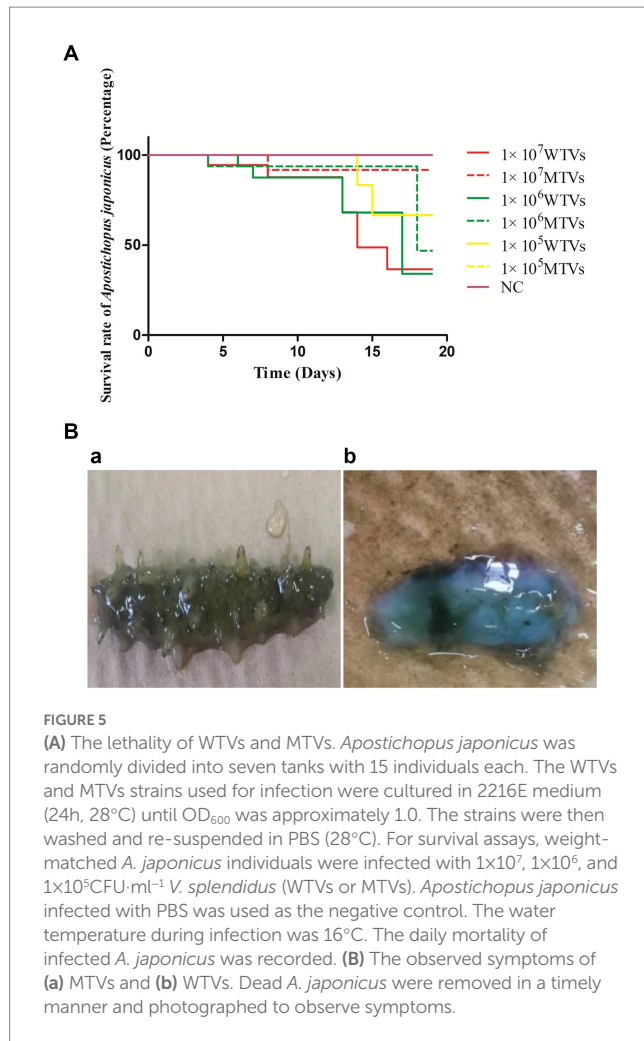 A
Survival rate of Apostichopus japonicus (Percentage)
100
50
0
0 5 10 15 20
Time (Days)
1× 10⁷WTVs
1× 10⁷MTVs
1× 10⁶WTVs
1× 10⁶MTVs
1× 10⁵WTVs
1× 10⁵MTVs
NC
B
a b
FIGURE 5
(A) The lethality of WTVs and MTVs. Apostichopus japonicus was
randomly divided into seven tanks with 15 individuals each. The WTVs
and MTVs strains used for infection were cultured in 2216E medium
(24h, 28°C) until OD₆₀₀ was approximately 1.0. The strains were then
washed and re-suspended in PBS (28°C). For survival assays, weight-
matched A. japonicus individuals were infected with 1×10⁷, 1×10⁶, and
1×10⁵CFU·ml⁻¹ V. splendidus (WTVs or MTVs). Apostichopus japonicus
infected with PBS was used as the negative control. The water
temperature during infection was 16°C. The daily mortality of
infected A. japonicus was recorded. (B) The observed symptoms of
(a) MTVs and (b) WTVs. Dead A. japonicus were removed in a timely
manner and photographed to observe symptoms.